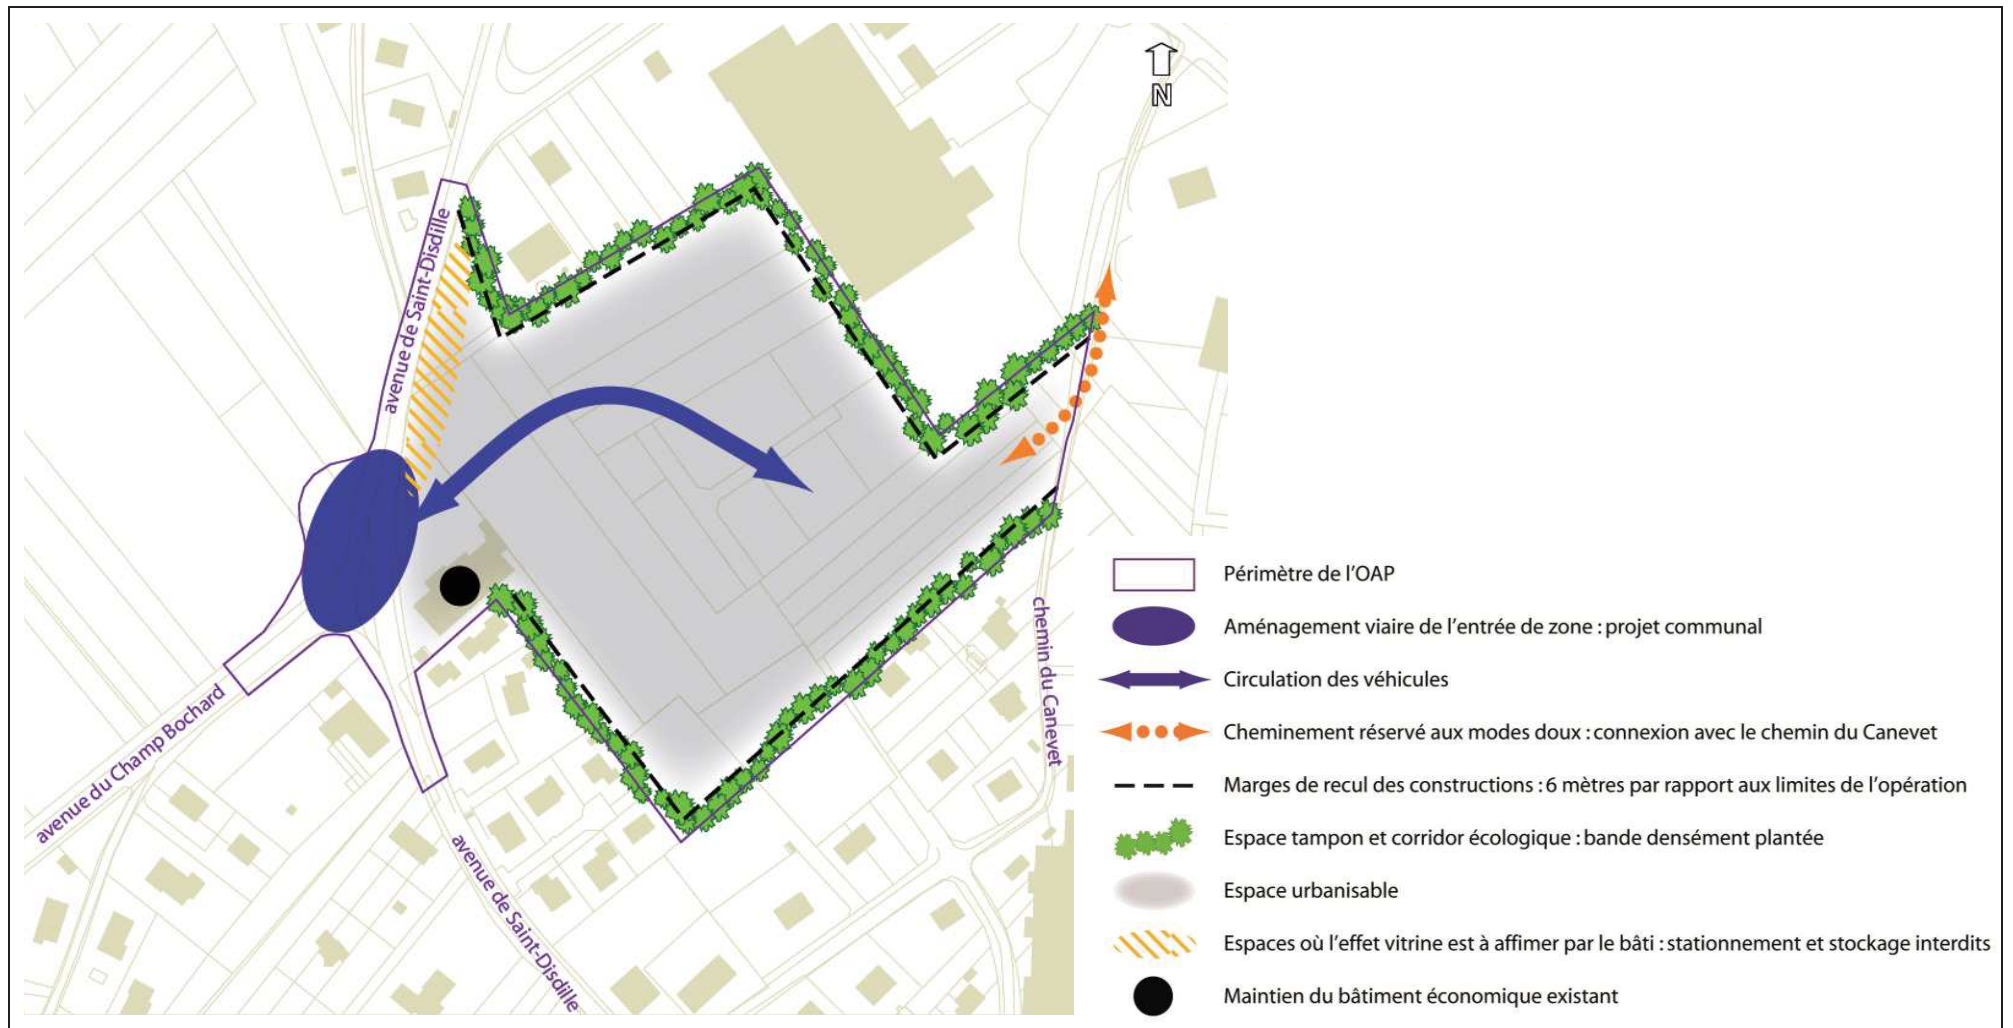 N
avenue de Saint-Disdille
avenue du Champ Bochard
avenue de Saint-Disdille
chemin du Canevet
Périmètre de l'OAP
Aménagement viaire de l'entrée de zone : projet communal
Circulation des véhicules
Cheminement réservé aux modes doux : connexion avec le chemin du Canevet
Marges de recul des constructions : 6 mètres par rapport aux limites de l'opération
Espace tampon et corridor écologique : bande densément plantée
Espace urbanisable
Espaces où l'effet vitrine est à affimer par le bâti : stationnement et stockage interdits
Maintien du bâtiment économique existant